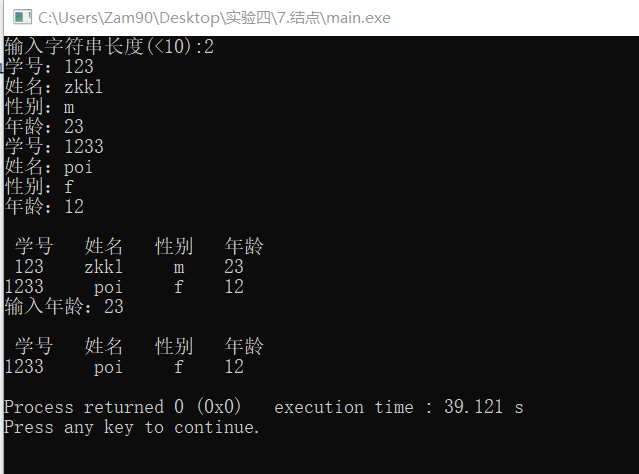 C:\Users\Zam90\Desktop\实验四\7.结点\main.exe
输入字符串长度(<10):2
学号：123
姓名：zkkl
性别：m
年龄：23
学号：1233
姓名：poi
性别：f
年龄：12
学号 姓名 性别 年龄
123 zkkl m 23
1233 poi f 12
输入年龄：23
学号 姓名 性别 年龄
1233 poi f 12
Process returned 0 (0x0) execution time : 39.121 s
Press any key to continue.